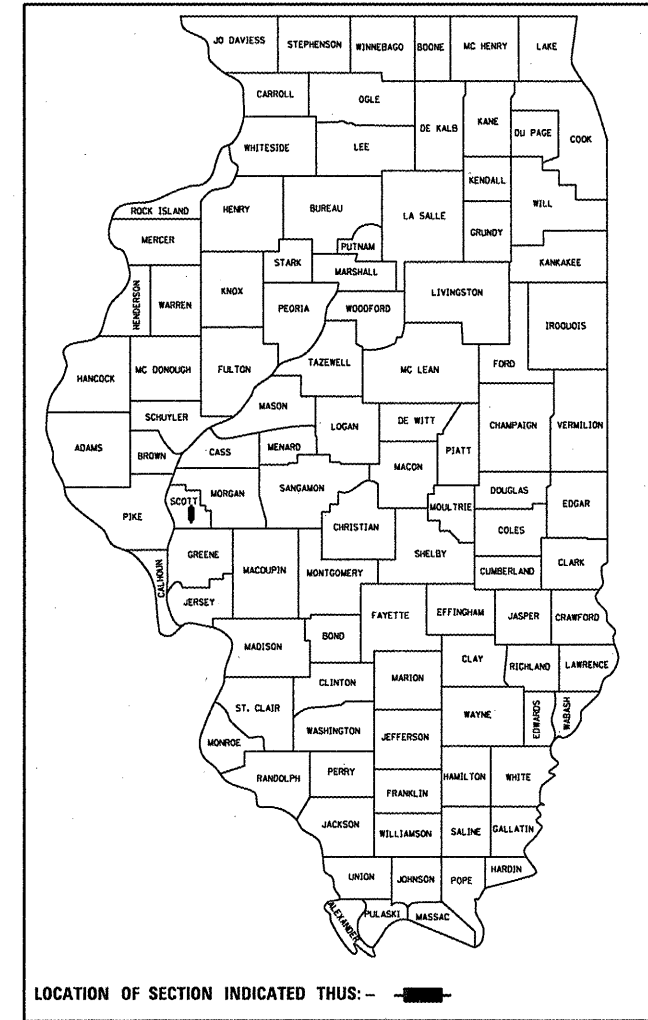 JO DAVIESS STEPHENSON WINNEBAGO BOONE MC HENRY LAKE
CARROLL OGLE DE KALB KANE DU PAGE COOK
WHITESIDE LEE
KENDALL WILL
ROCK ISLAND HENRY BUREAU LA SALLE GRUNDY
MERCER PUTNAM
STARK MARSHALL KANKAKEE
HENDERSON WARREN KNOX PEORIA WOODFORD LIVINGSTON IROQUOIS
HANCOCK MC DONOUGH FULTON TAZEWELL MC LEAN FORD
MASON
SCHUYLER LOGAN DE WITT CHAMPAIGN VERMILION
ADAMS BROWN CASS MENARD PIATT
MACON
SCOTT MORGAN SANGAMON DOUGLAS EDGAR
PIKE MOULTRIE
CHRISTIAN COLES
GREENE SHELBY
CALHOUN MACOUPIN MONTGOMERY CUMBERLAND CLARK
JERSEY FAYETTE EFFINGHAM JASPER CRAWFORD
BOND
MADISON CLAY RICHLAND LAWRENCE
CLINTON MARION
ST. CLAIR WAYNE EDWARDS WABASH
WASHINGTON JEFFERSON
MONROE
RANDOLPH PERRY HAMILTON WHITE
FRANKLIN
JACKSON WILLIAMSON SALINE GALLATIN
UNION JOHNSON POPE HARDIN
ALEXANDER PULASKI MASSAC
LOCATION OF SECTION INDICATED THUS: –